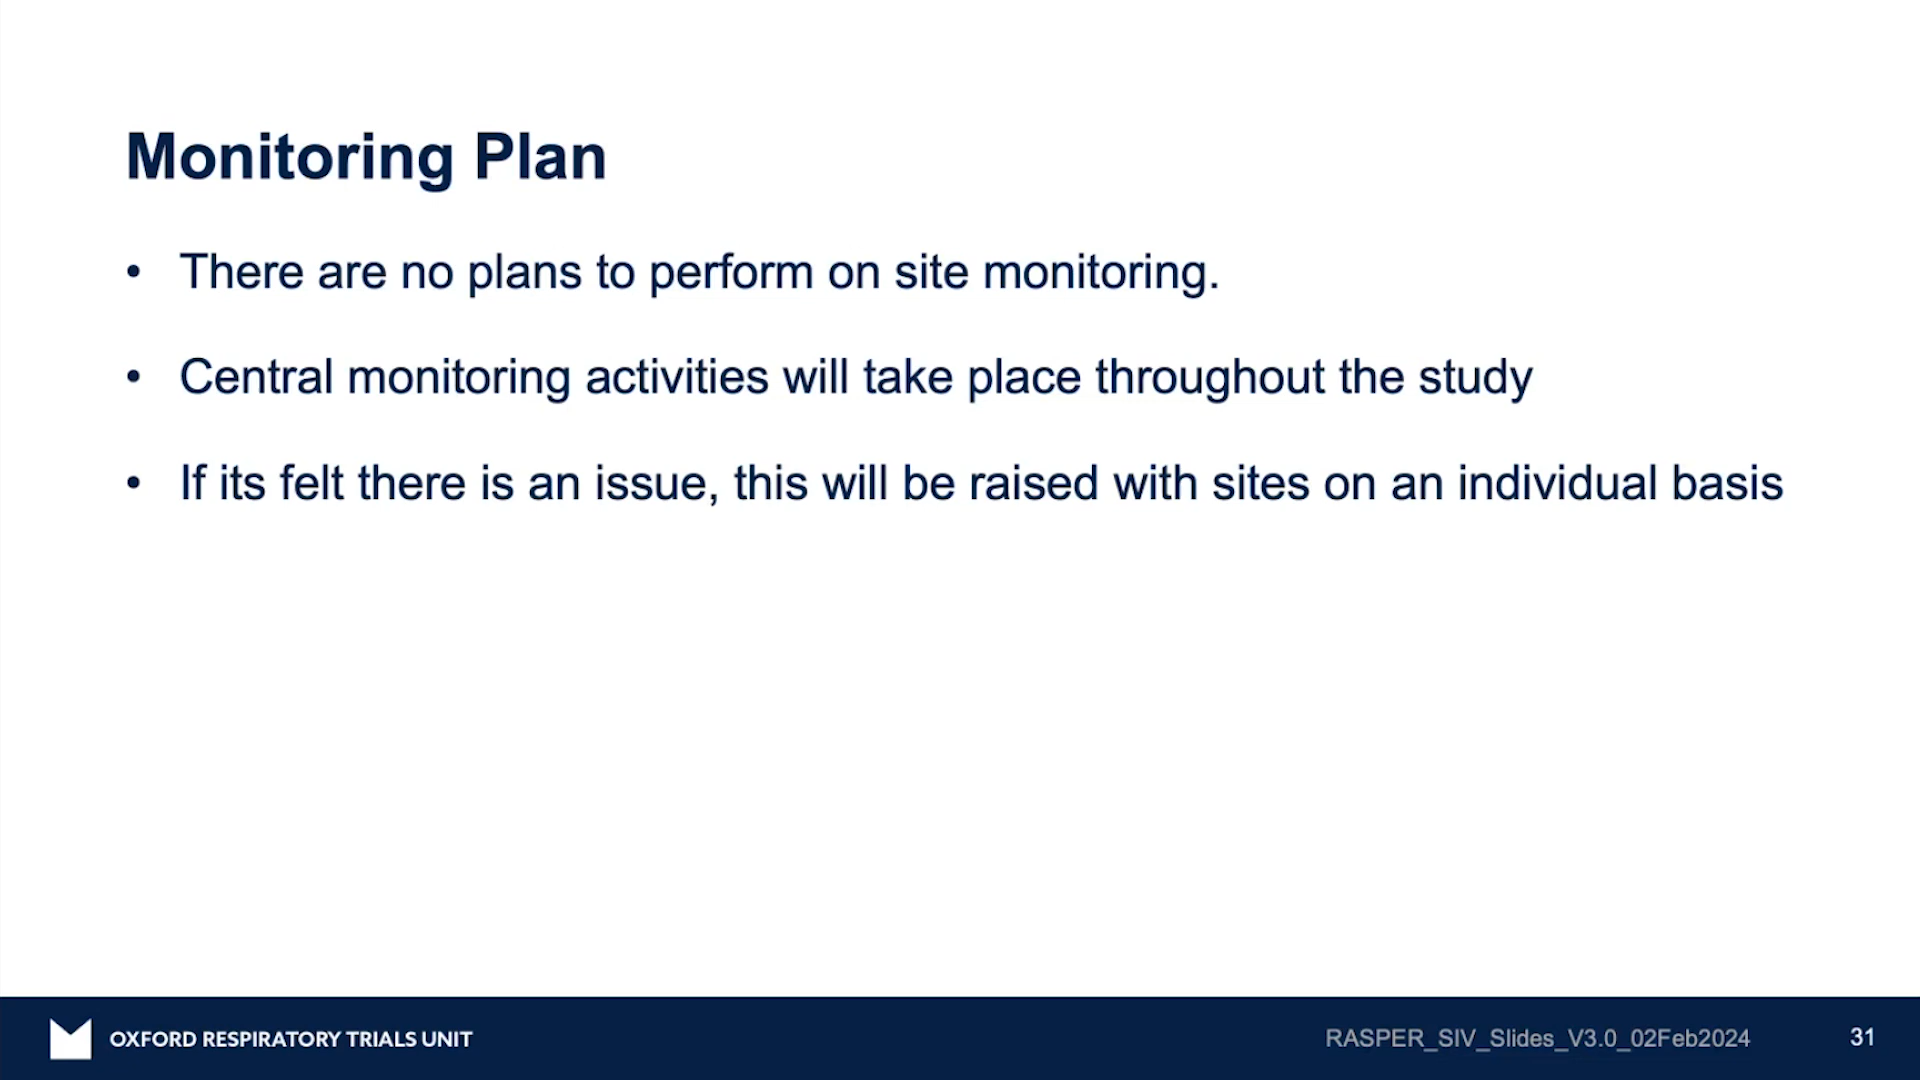 Monitoring Plan
• There are no plans to perform on site monitoring.
• Central monitoring activities will take place throughout the study
• If its felt there is an issue, this will be raised with sites on an individual basis
OXFORD RESPIRATORY TRIALS UNIT
RASPER_SIV_Slides_V3.0_02Feb2024
31